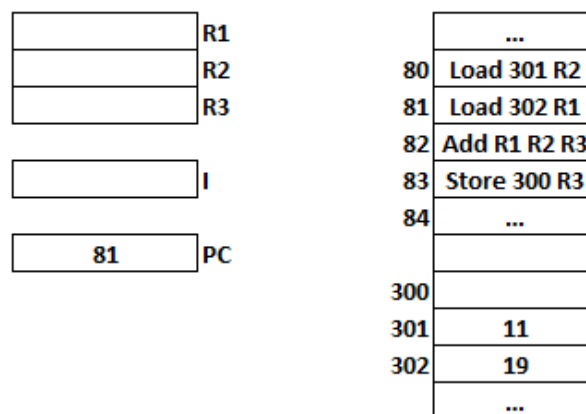 R1
R2
R3
I
81 PC
...
80 Load 301 R2
81 Load 302 R1
82 Add R1 R2 R3
83 Store 300 R3
84 ...
300
301 11
302 19
...